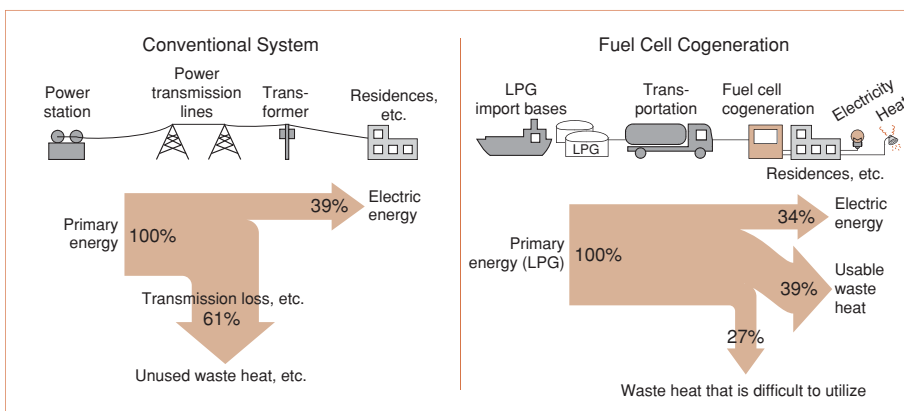 Conventional System
Power
station
Power
transmission
lines
Trans-
former
Residences,
etc.
Primary
energy
100%
39%
Electric
energy
Transmission loss, etc.
61%
Unused waste heat, etc.
Fuel Cell Cogeneration
LPG
import bases
LPG
Trans-
portation
Fuel cell
cogeneration
Electricity
Heat
Residences, etc.
Primary
energy (LPG)
100%
34%
Electric
energy
39%
Usable
waste
heat
27%
Waste heat that is difficult to utilize